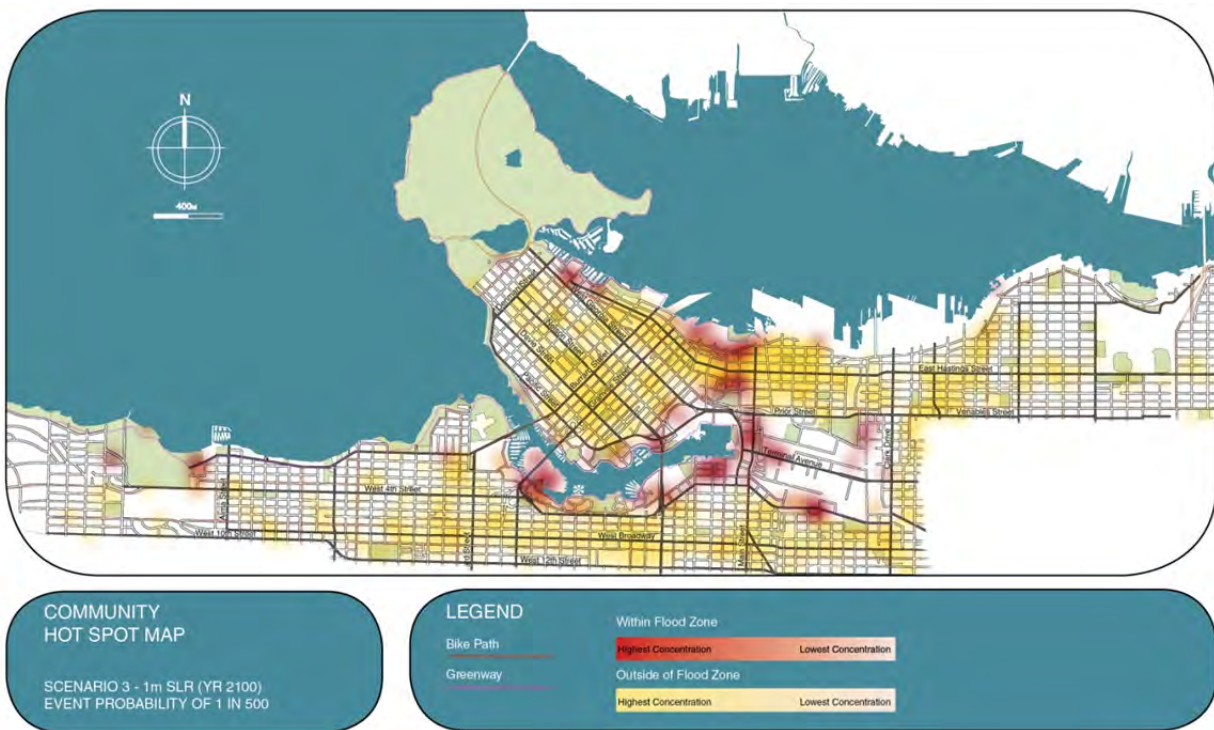 N
400M
East Hastings Street
Prior Street
Venables Street
Clark Drive
Terminal Avenue
West 4th Street
West 10th Street
West Broadway
Main Street
West 12th Street
COMMUNITY
HOT SPOT MAP
SCENARIO 3 - 1m SLR (YR 2100)
EVENT PROBABILITY OF 1 IN 500
LEGEND
Bike Path
Greenway
Within Flood Zone
Highest Concentration Lowest Concentration
Outside of Flood Zone
Highest Concentration Lowest Concentration